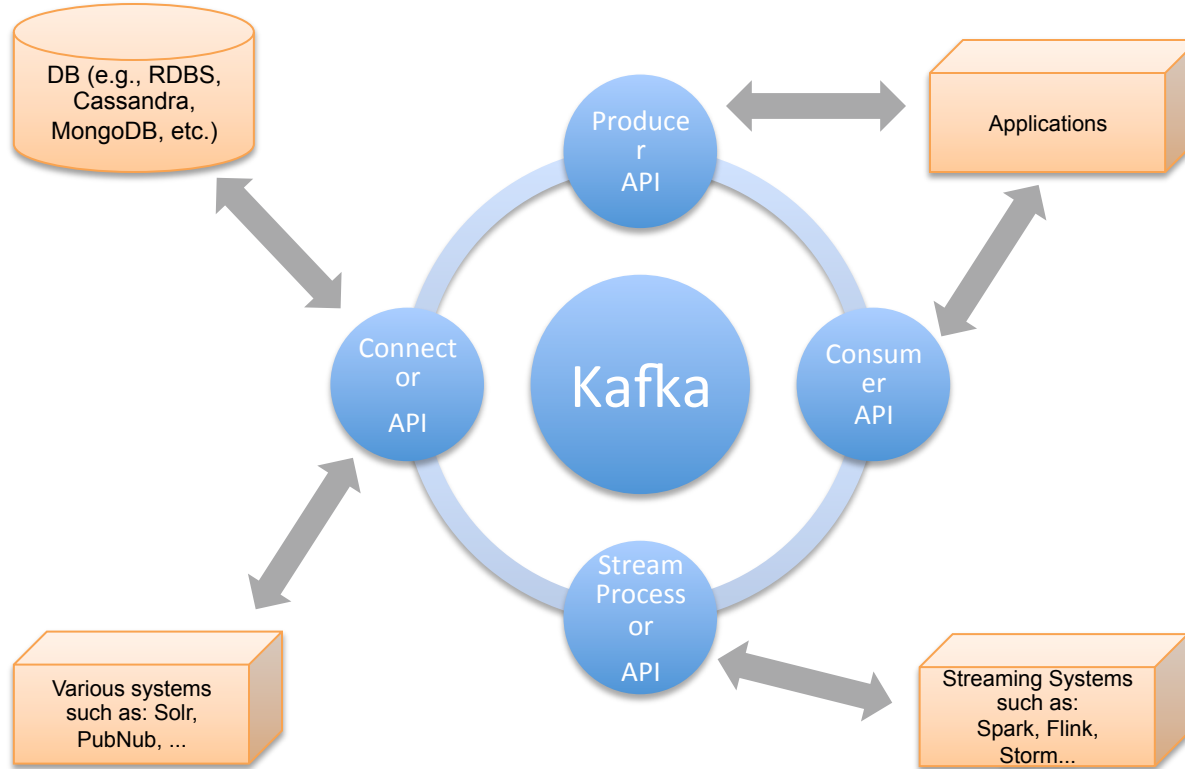 DB (e.g., RDBS,
Cassandra,
MongoDB, etc.)
Produce
r
API
Applications
Connect
or
API
Kafka
Consum
er
API
Stream
Process
or
API
Various systems
such as: Solr,
PubNub, ...
Streaming Systems
such as:
Spark, Flink,
Storm...